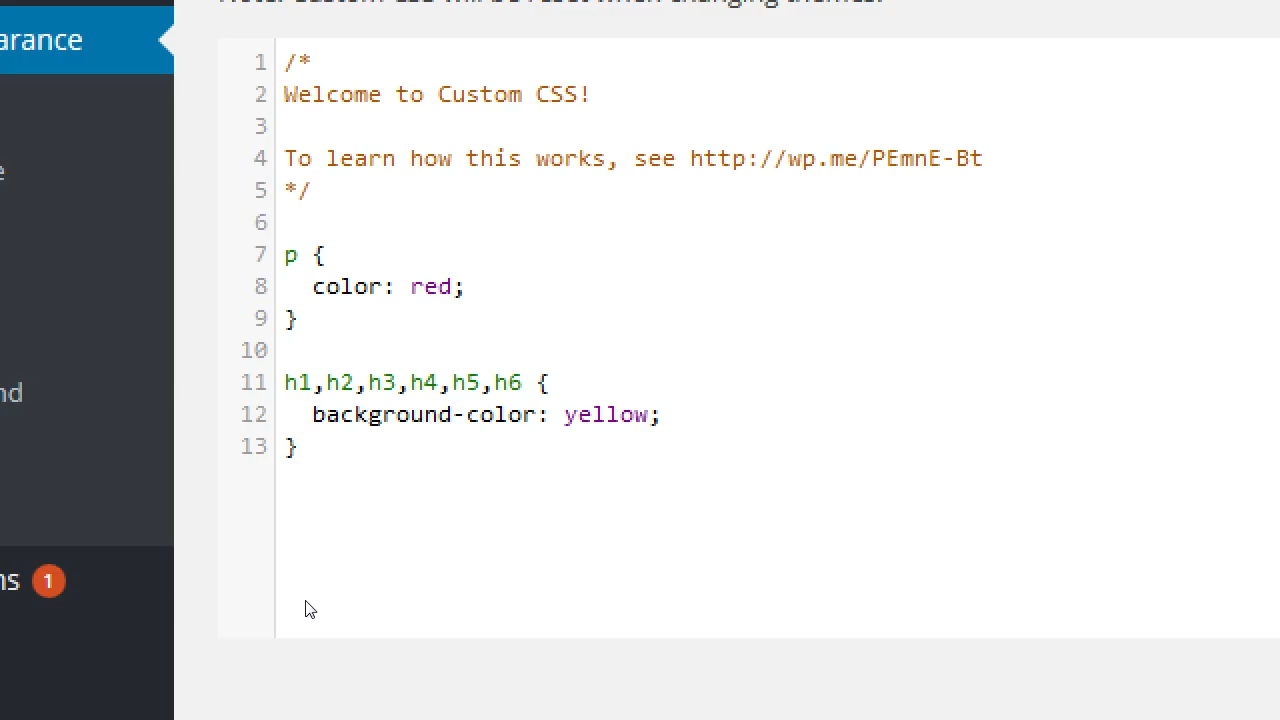 arance
e
nd
ns 1
1 /*
2 Welcome to Custom CSS!
3
4 To learn how this works, see http://wp.me/PEmnE-Bt
5 */
6
7 p {
8 color: red;
9 }
10
11 h1,h2,h3,h4,h5,h6 {
12 background-color: yellow;
13 }